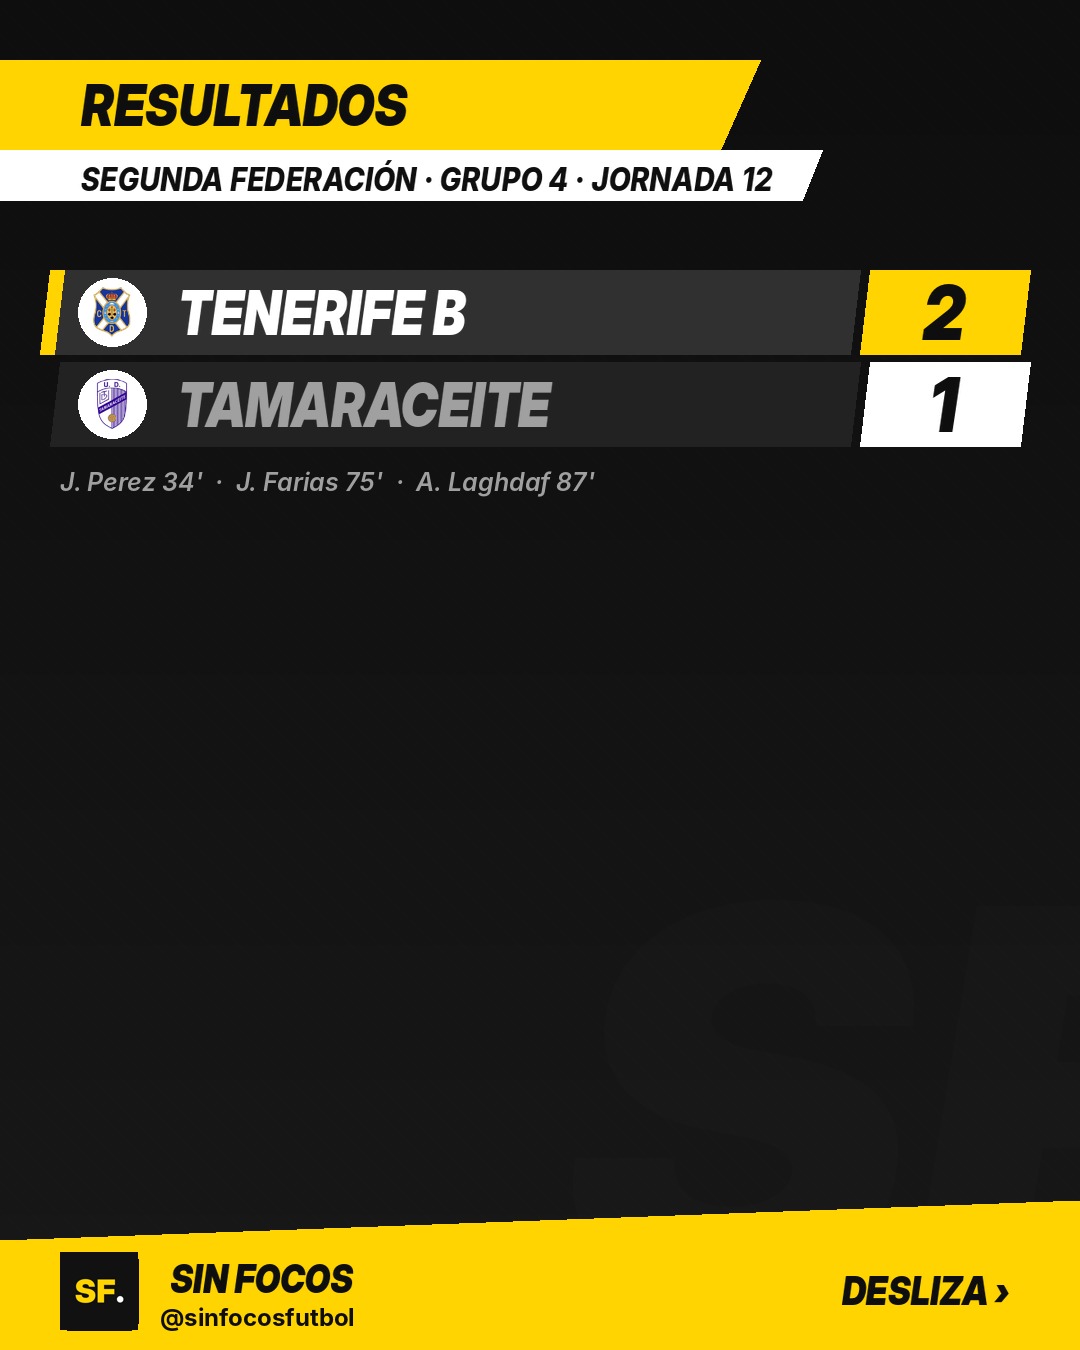 RESULTADOS
SEGUNDA FEDERACIÓN · GRUPO 4 · JORNADA 12
TENERIFE B 2
U. D.
TAMARACEITE 1
J. Perez 34' · J. Farias 75' · A. Laghdaf 87'
SF.
SIN FOCOS
@sinfocosfutbol
DESLIZA ›